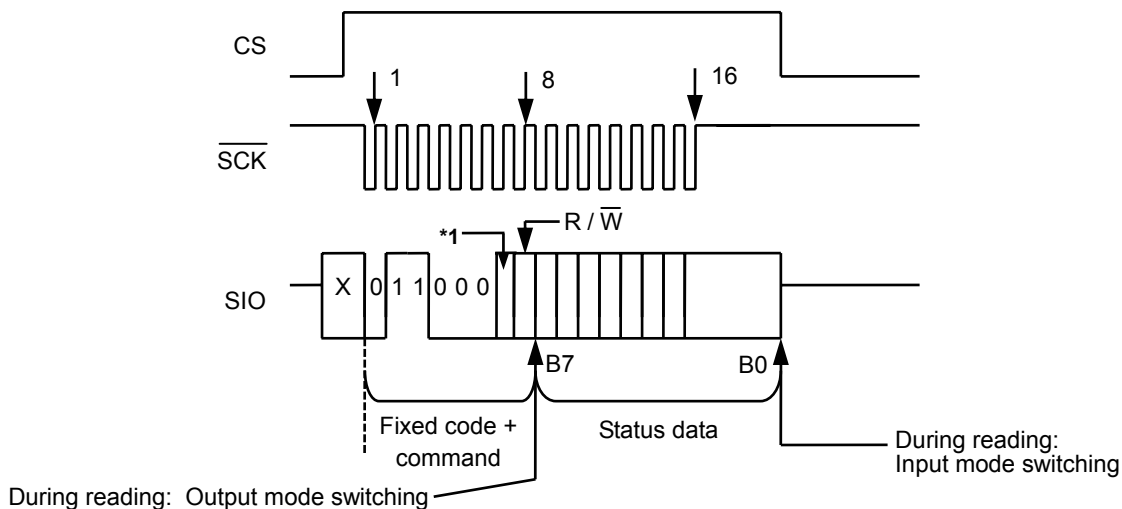 CS
1
8
16
SCK
*1
R / W
SIO
X 0 1 1 0 0 0
B7
B0
Fixed code +
command
Status data
During reading:
Input mode switching
During reading: Output mode switching